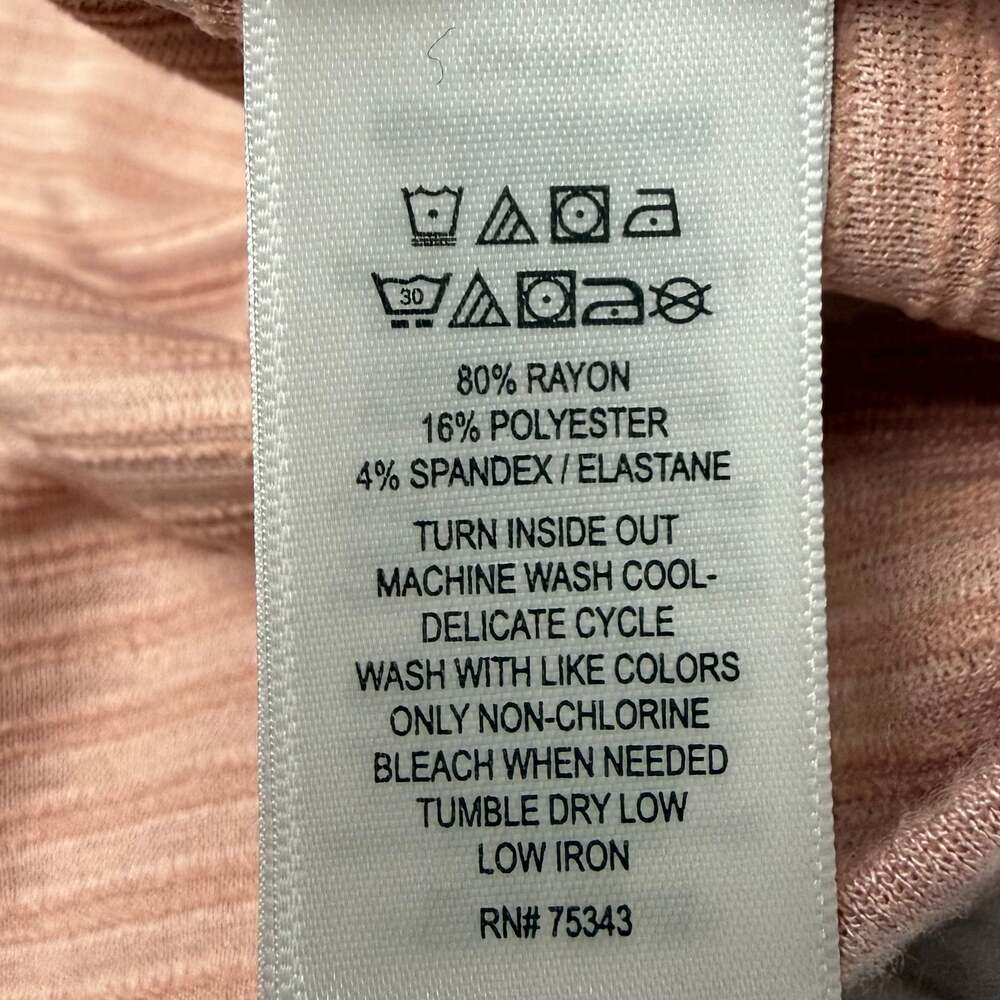 30
80% RAYON
16% POLYESTER
4% SPANDEX / ELASTANE
TURN INSIDE OUT
MACHINE WASH COOL-
DELICATE CYCLE
WASH WITH LIKE COLORS
ONLY NON-CHLORINE
BLEACH WHEN NEEDED
TUMBLE DRY LOW
LOW IRON
RN# 75343